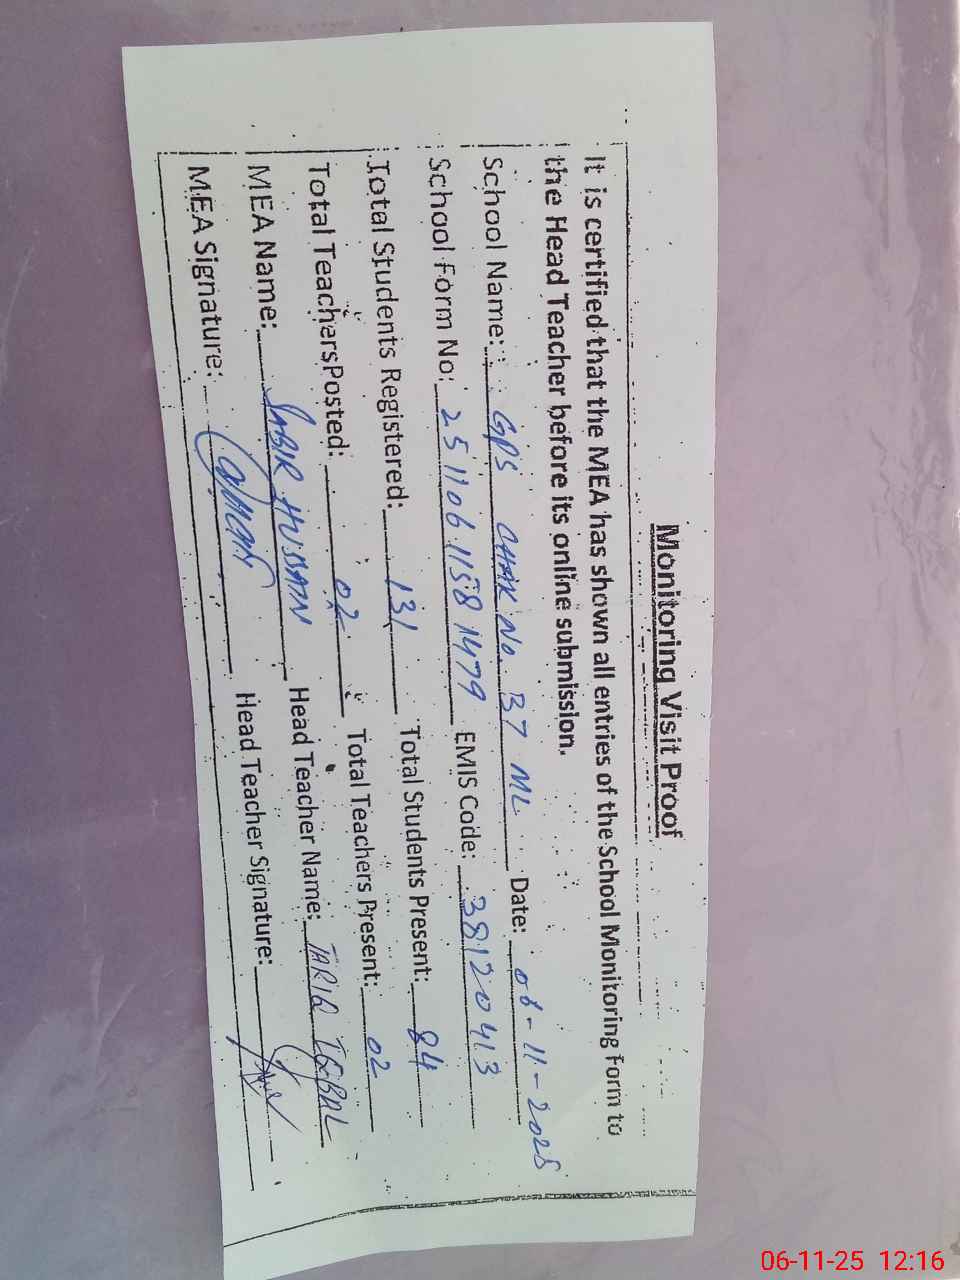 Monitoring Visit Proof
It is certified that the MEA has shown all entries of the School Monitoring Form to
the Head Teacher before its online submission.
School Name: GPS CHAK No. 37 ML Date: 06-11-2025
School Form No: 251106 1158 1479 EMIS Code: 38120413
Total Students Registered: 131 Total Students Present: 84
Total Teachers Posted: 02 Total Teachers Present: 02
MEA Name: SABIR HUSSAIN Head Teacher Name: TARIQ IQBAL
MEA Signature: Head Teacher Signature:
06-11-25 12:16